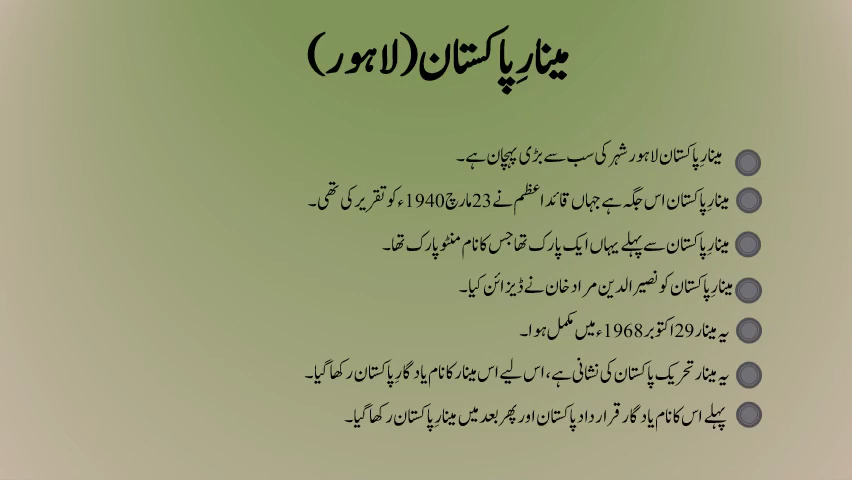 مینارِ پاکستان (لاہور)
مینارِ پاکستان لاہور شہر کی سب سے بڑی پہچان ہے۔
مینارِ پاکستان اس جگہ ہے جہاں قائد اعظم نے 23 مارچ 1940ء کو تقریر کی تھی۔
مینارِ پاکستان سے پہلے یہاں ایک پارک تھا جس کا نام منٹو پارک تھا۔
مینارِ پاکستان کو نصیر الدین مراد خان نے ڈیزائن کیا۔
یہ مینار 29 اکتوبر 1968ء میں مکمل ہوا۔
یہ مینار تحریک پاکستان کی نشانی ہے، اس لیے اس مینار کا نام یادگارِ پاکستان رکھا گیا۔
پہلے اس کا نام یادگار قرار داد پاکستان اور پھر بعد میں مینارِ پاکستان رکھا گیا۔